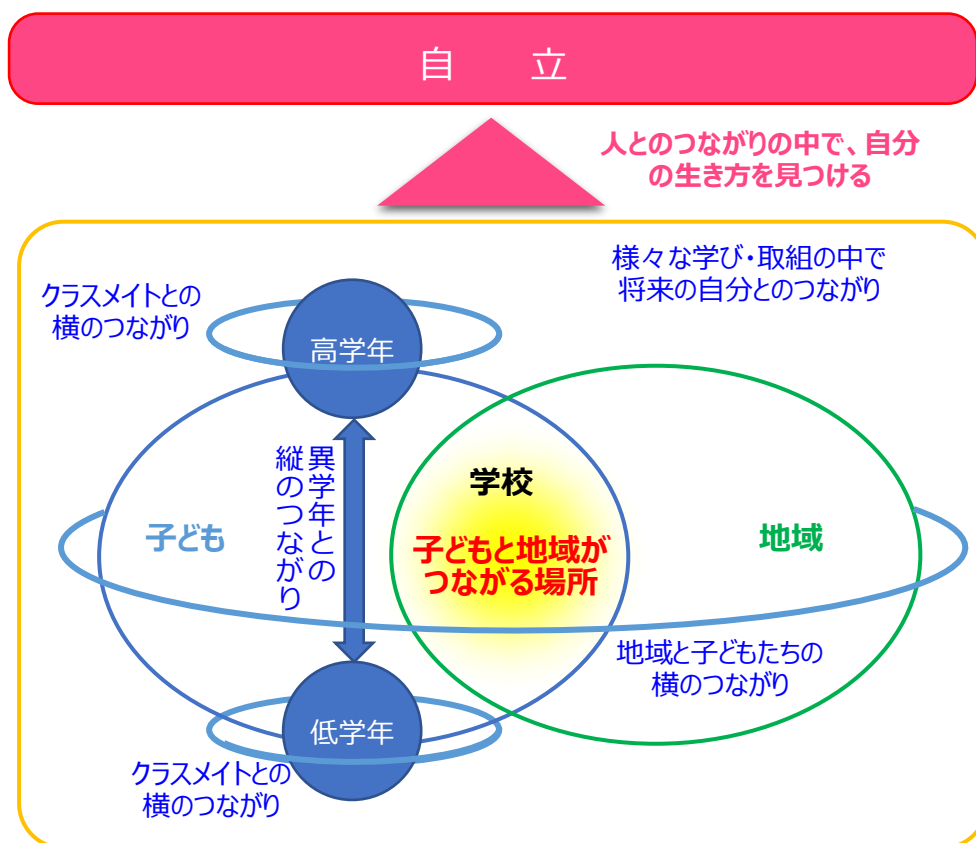 自　立
人とのつながりの中で、自分
の生き方を見つける
様々な学び・取組の中で
将来の自分とのつながり
クラスメイトとの
横のつながり
高学年
異学年との
縦のつながり
学校
子どもと地域が
つながる場所
子ども
地域
地域と子どもたちの
横のつながり
低学年
クラスメイトとの
横のつながり